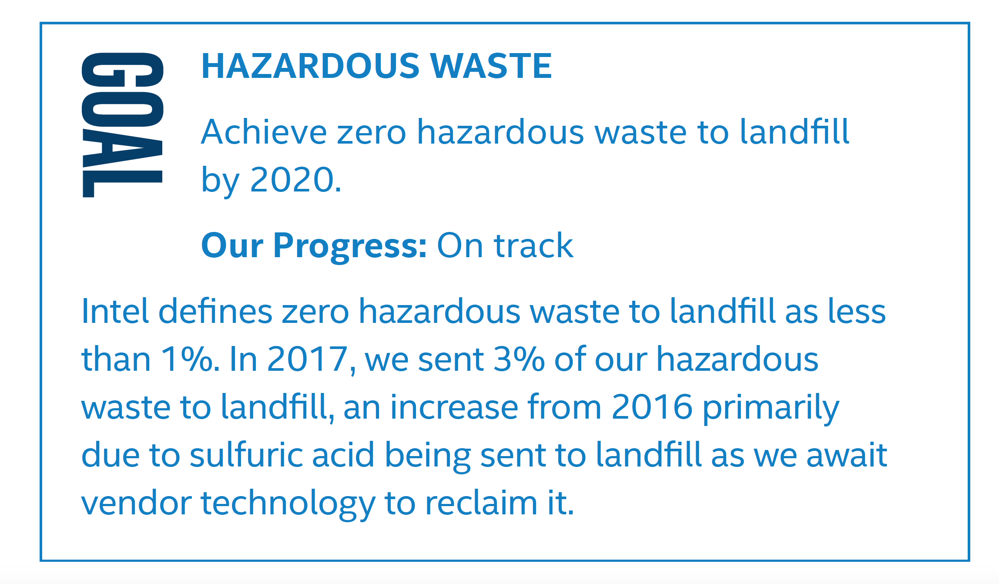 GOAL
HAZARDOUS WASTE
Achieve zero hazardous waste to landfill
by 2020.
Our Progress: On track
Intel defines zero hazardous waste to landfill as less
than 1%. In 2017, we sent 3% of our hazardous
waste to landfill, an increase from 2016 primarily
due to sulfuric acid being sent to landfill as we await
vendor technology to reclaim it.